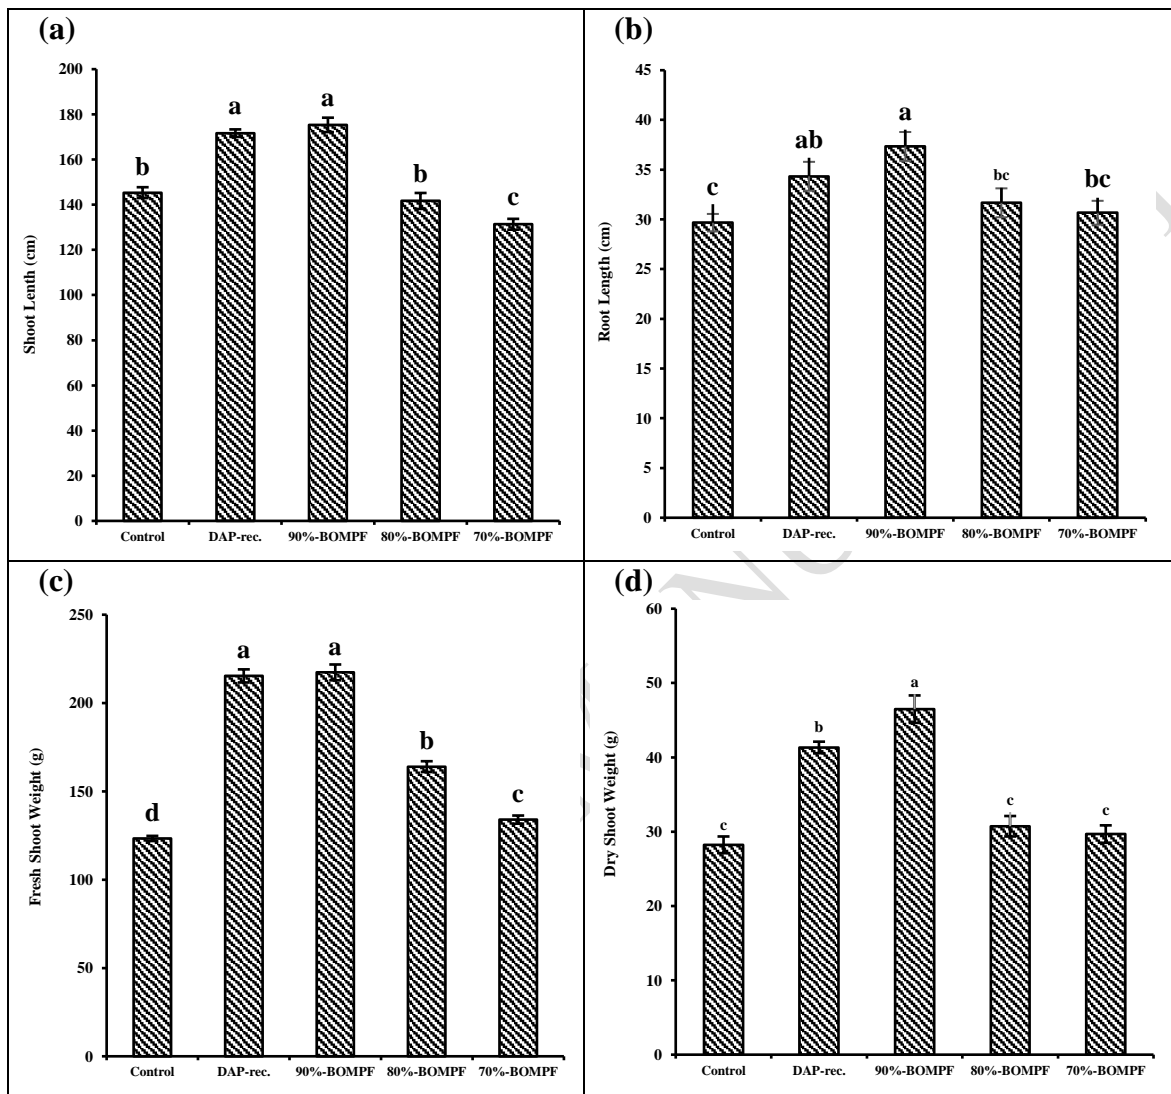 (a)
Shoot Lenth (cm)
200
180
160
140
120
100
80
60
40
20
0
b
a
a
b
c
Control DAP-rec. 90%-BOMPF 80%-BOMPF 70%-BOMPF
(b)
Root Length (cm)
45
40
35
30
25
20
15
10
5
0
c
ab
a
bc
bc
Control DAP-rec. 90%-BOMPF 80%-BOMPF 70%-BOMPF
(c)
Fresh Shoot Weight (g)
250
200
150
100
50
0
d
a
a
b
c
Control DAP-rec. 90%-BOMPF 80%-BOMPF 70%-BOMPF
(d)
Dry Shoot Weight (g)
60
50
40
30
20
10
0
c
b
a
c
c
Control DAP-rec. 90%-BOMPF 80%-BOMPF 70%-BOMPF